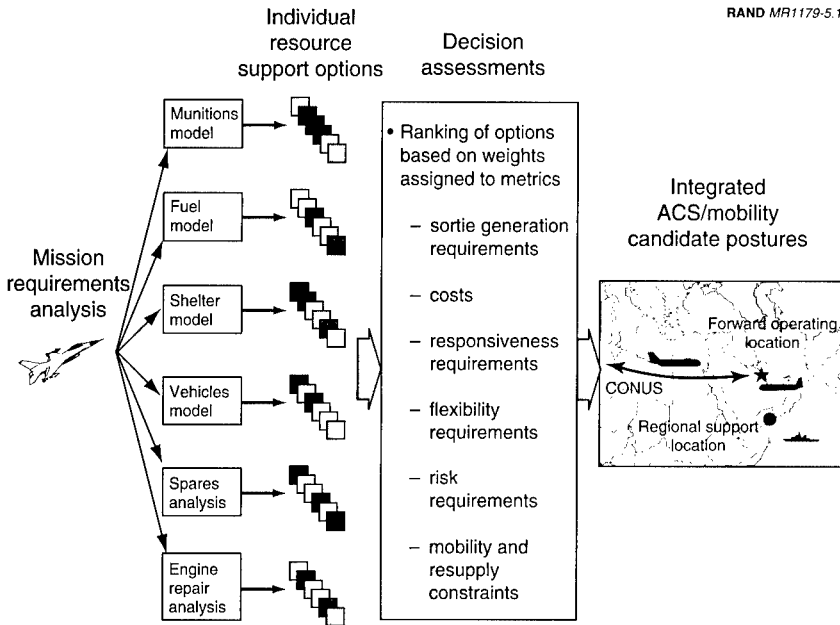 RAND MR1179-5.1
Individual
resource
support options
Decision
assessments
Mission
requirements
analysis
Munitions
model
Fuel
model
Shelter
model
Vehicles
model
Spares
analysis
Engine
repair
analysis
• Ranking of options
based on weights
assigned to metrics
– sortie generation
requirements
– costs
– responsiveness
requirements
– flexibility
requirements
– risk
requirements
– mobility and
resupply
constraints
Integrated
ACS/mobility
candidate postures
Forward operating
location
CONUS
Regional support
location